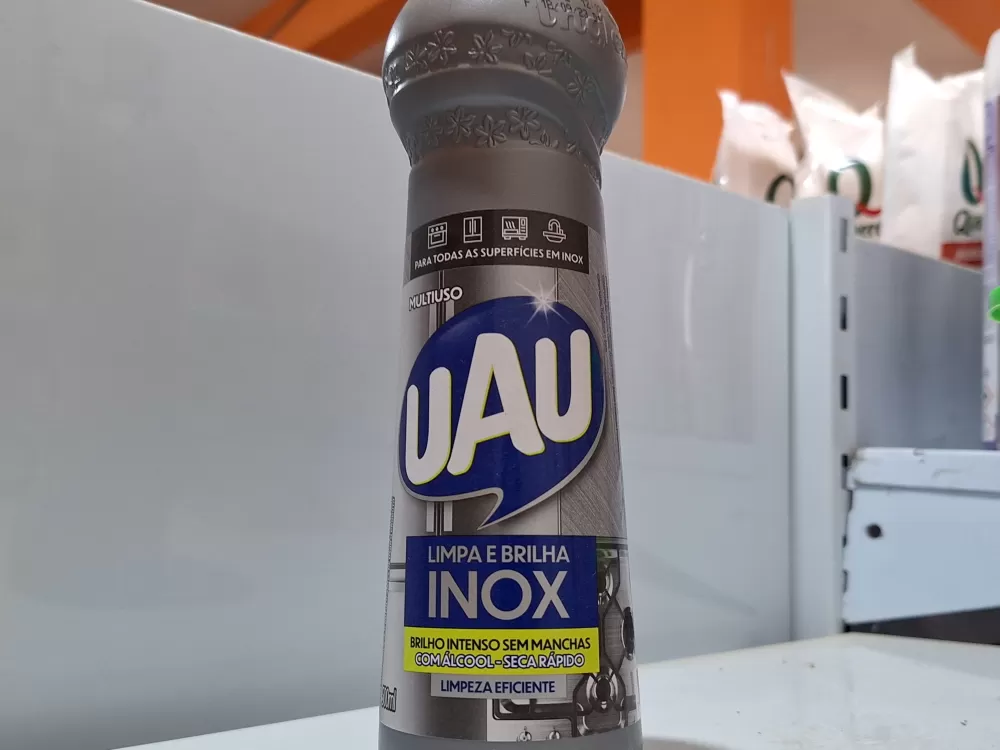 PARA TODAS AS SUPERFÍCIES EM INOX
MULTIUSO
UAU
LIMPA E BRILHA
INOX
BRILHO INTENSO SEM MANCHAS
COM ÁLCOOL - SECA RÁPIDO
LIMPEZA EFICIENTE